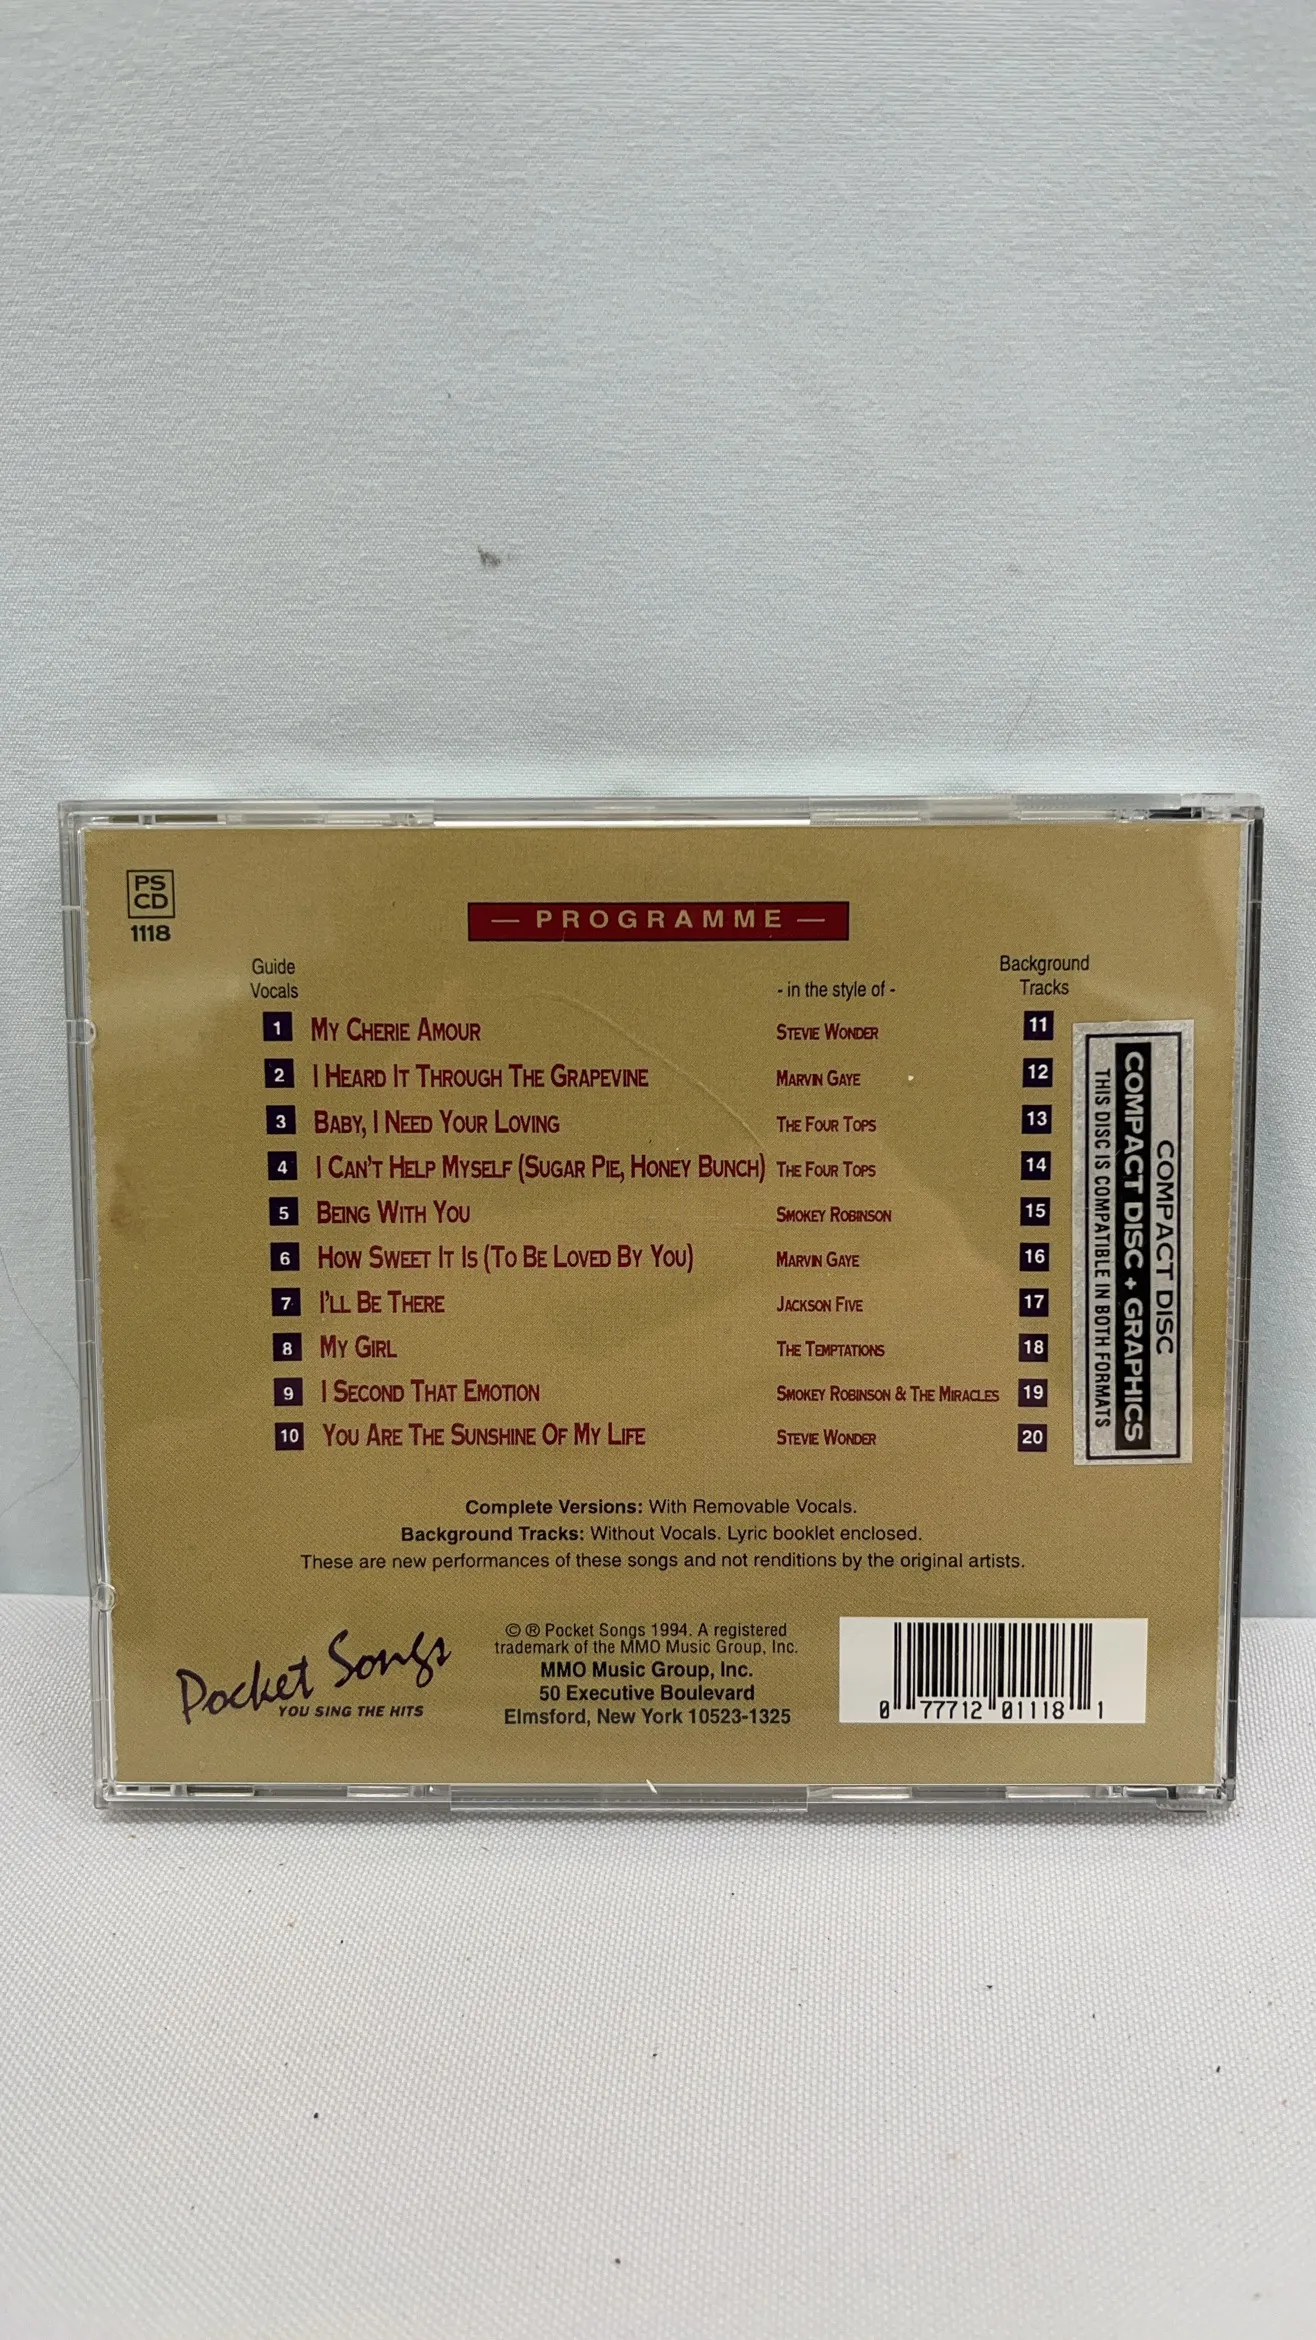 PS
CD
1118
— PROGRAMME —
Guide
Vocals
- in the style of -
Background
Tracks
1 MY CHERIE AMOUR STEVIE WONDER 11
2 I HEARD IT THROUGH THE GRAPEVINE MARVIN GAYE 12
3 BABY, I NEED YOUR LOVING THE FOUR TOPS 13
4 I CAN'T HELP MYSELF (SUGAR PIE, HONEY BUNCH) THE FOUR TOPS 14
5 BEING WITH YOU SMOKEY ROBINSON 15
6 HOW SWEET IT IS (TO BE LOVED BY YOU) MARVIN GAYE 16
7 I'LL BE THERE JACKSON FIVE 17
8 MY GIRL THE TEMPTATIONS 18
9 I SECOND THAT EMOTION SMOKEY ROBINSON & THE MIRACLES 19
10 YOU ARE THE SUNSHINE OF MY LIFE STEVIE WONDER 20
COMPACT DISC
COMPACT DISC + GRAPHICS
THIS DISC IS COMPATIBLE IN BOTH FORMATS
Complete Versions: With Removable Vocals.
Background Tracks: Without Vocals. Lyric booklet enclosed.
These are new performances of these songs and not renditions by the original artists.
Pocket Songs
YOU SING THE HITS
© ® Pocket Songs 1994. A registered
trademark of the MMO Music Group, Inc.
MMO Music Group, Inc.
50 Executive Boulevard
Elmsford, New York 10523-1325
0 77712 01118 1